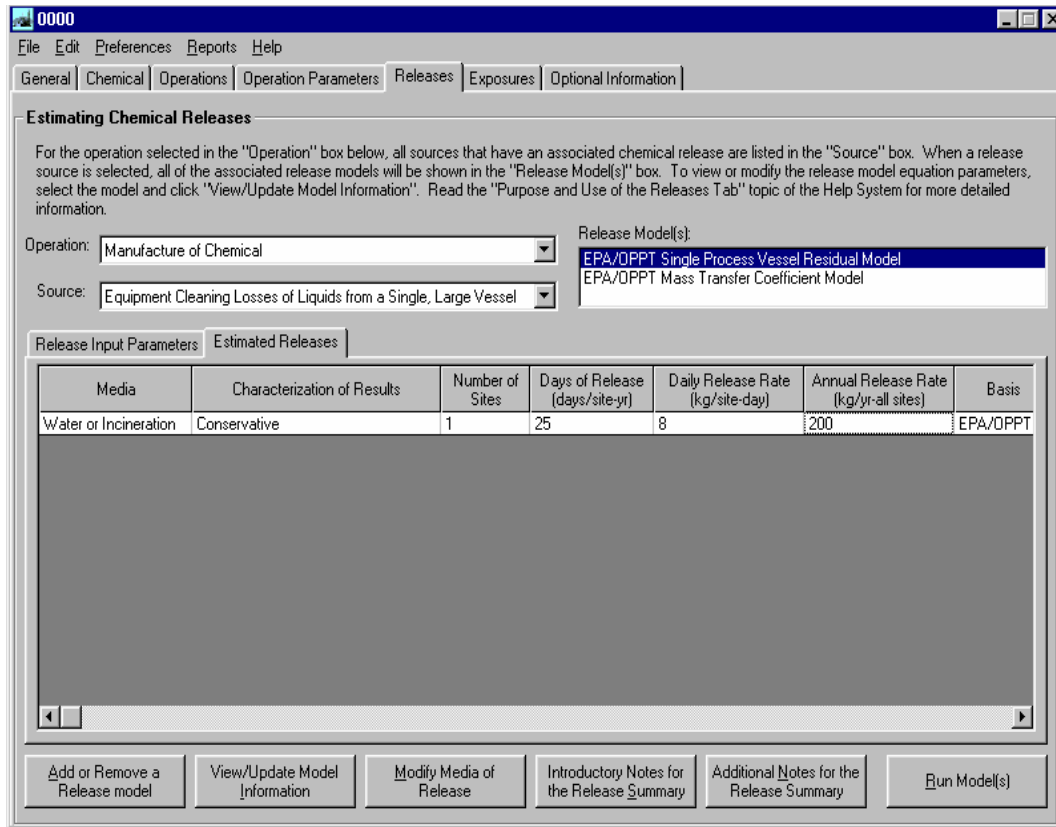 0000
File Edit Preferences Reports Help
General Chemical Operations Operation Parameters Releases Exposures Optional Information
Estimating Chemical Releases
For the operation selected in the "Operation" box below, all sources that have an associated chemical release are listed in the "Source" box. When a release
source is selected, all of the associated release models will be shown in the "Release Model(s)" box. To view or modify the release model equation parameters,
select the model and click "View/Update Model Information". Read the "Purpose and Use of the Releases Tab" topic of the Help System for more detailed
information.
Operation: Manufacture of Chemical
Source: Equipment Cleaning Losses of Liquids from a Single, Large Vessel
Release Model(s):
EPA/OPPT Single Process Vessel Residual Model
EPA/OPPT Mass Transfer Coefficient Model
Release Input Parameters Estimated Releases
Media Characterization of Results Number of Sites Days of Release (days/site-yr) Daily Release Rate (kg/site-day) Annual Release Rate (kg/yr-all sites) Basis
Water or Incineration Conservative 1 25 8 200 EPA/OPPT
Add or Remove a
Release model
View/Update Model
Information
Modify Media of
Release
Introductory Notes for
the Release Summary
Additional Notes for the
Release Summary
Run Model(s)